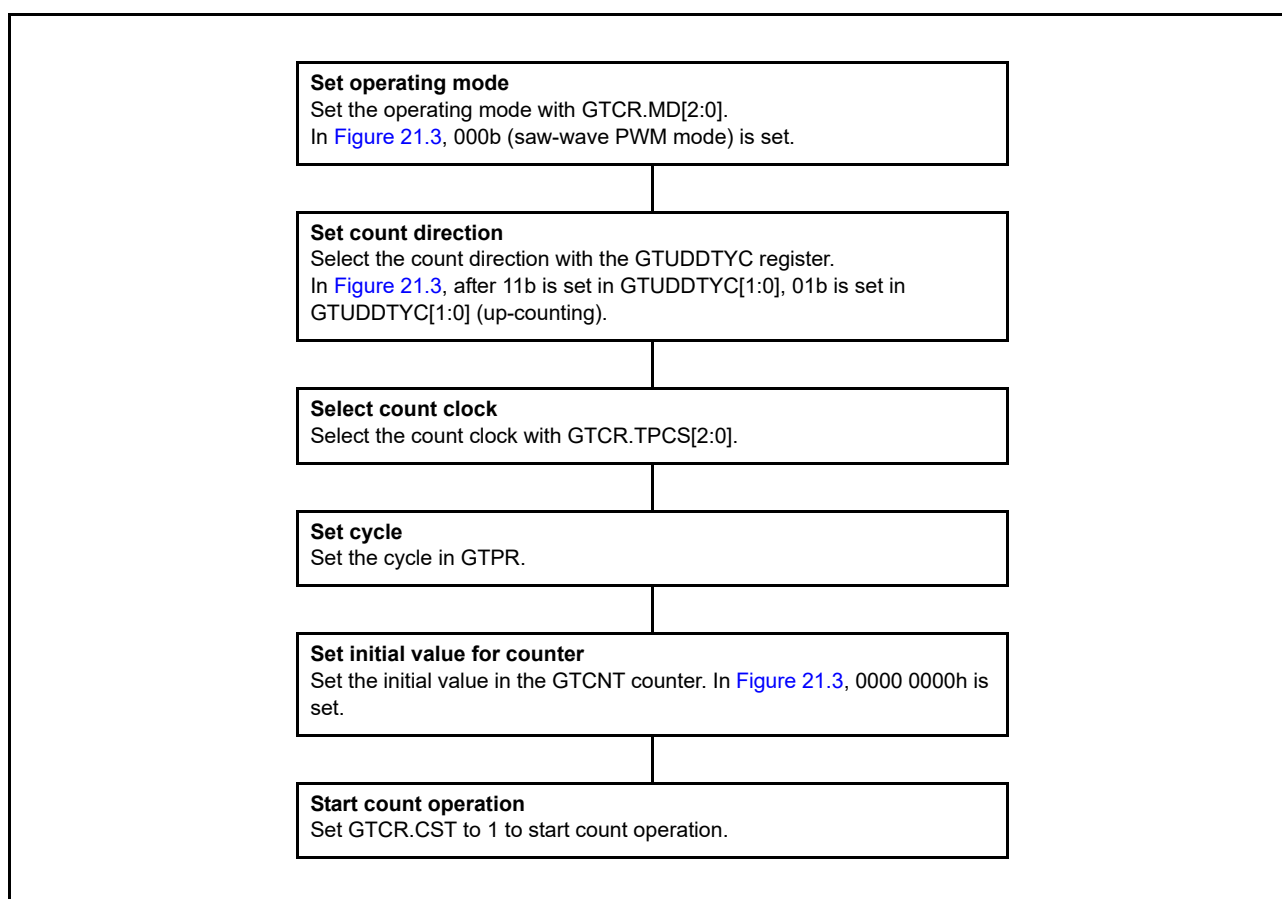 Set operating mode
Set the operating mode with GTCR.MD[2:0].
In Figure 21.3, 000b (saw-wave PWM mode) is set.
Set count direction
Select the count direction with the GTUDDTYC register.
In Figure 21.3, after 11b is set in GTUDDTYC[1:0], 01b is set in
GTUDDTYC[1:0] (up-counting).
Select count clock
Select the count clock with GTCR.TPCS[2:0].
Set cycle
Set the cycle in GTPR.
Set initial value for counter
Set the initial value in the GTCNT counter. In Figure 21.3, 0000 0000h is
set.
Start count operation
Set GTCR.CST to 1 to start count operation.